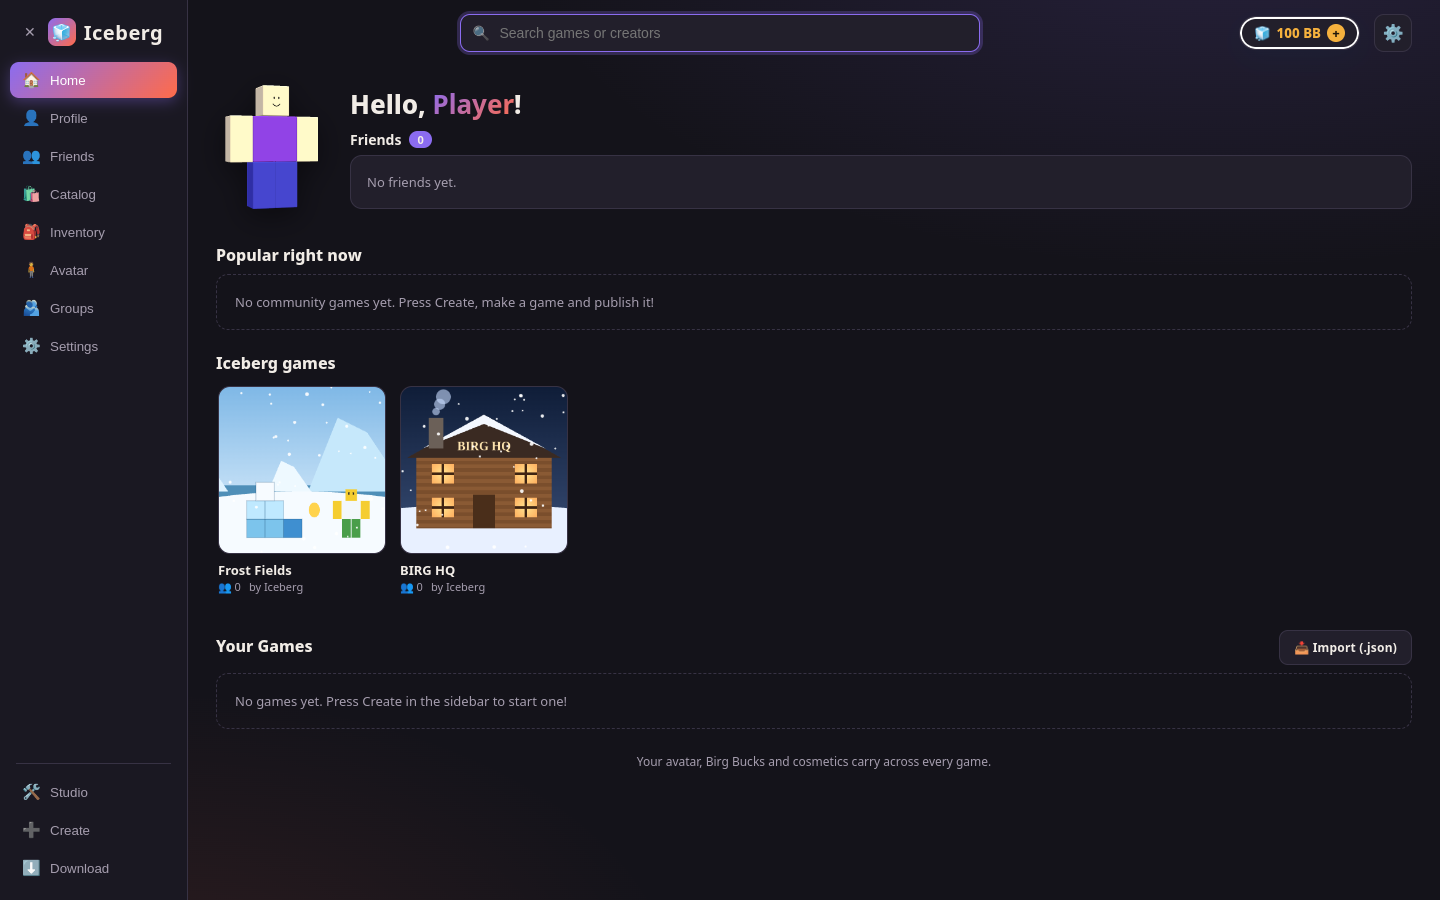 Iceberg
Home
Profile
Friends
Catalog
Inventory
Avatar
Groups
Settings
Studio
Create
Download
Search games or creators
100 BB +
Hello, Player!
Friends 0
No friends yet.
Popular right now
No community games yet. Press Create, make a game and publish it!
Iceberg games
BIRG HQ
Frost Fields
0 by Iceberg
BIRG HQ
0 by Iceberg
Your Games
Import (.json)
No games yet. Press Create in the sidebar to start one!
Your avatar, Birg Bucks and cosmetics carry across every game.